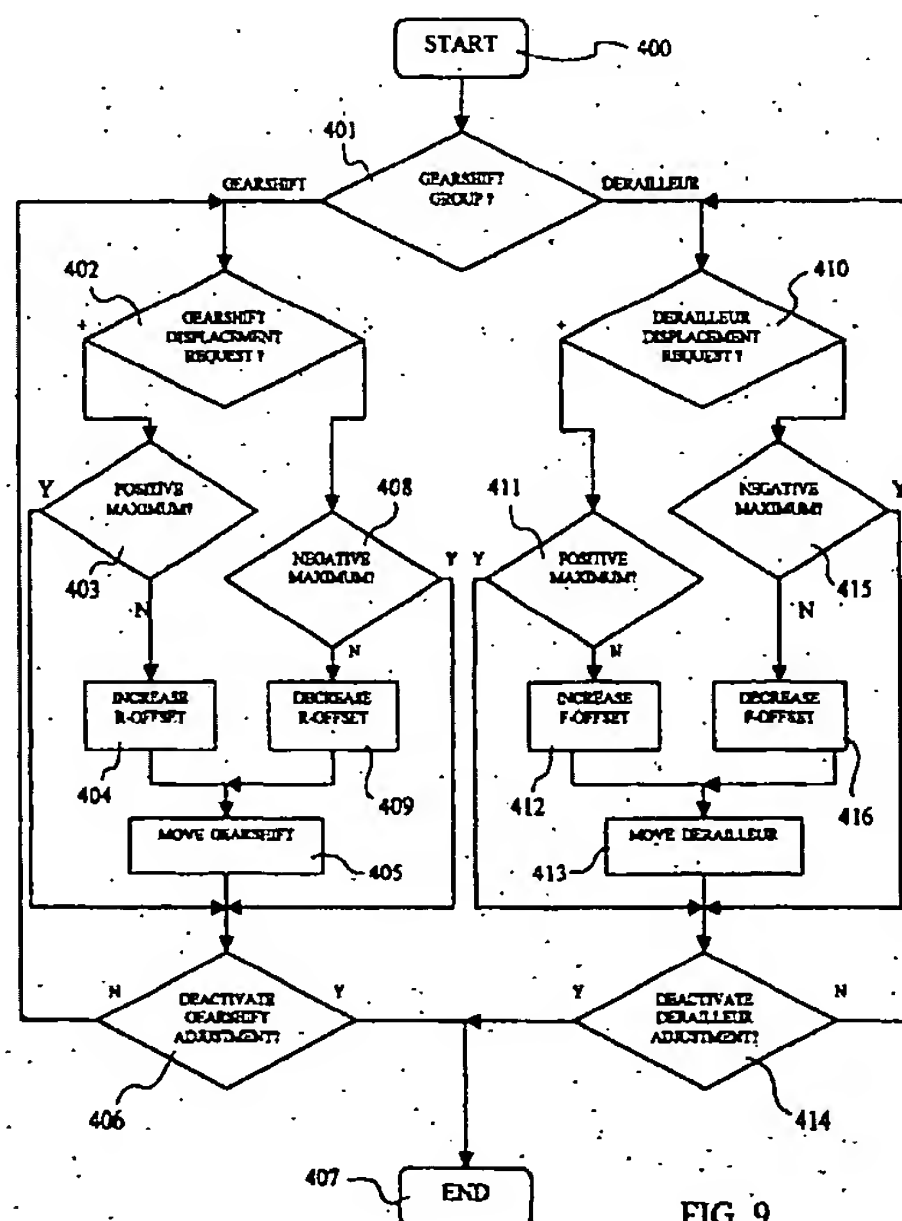 START
400
401
GEARSHIFT
GROUP ?
GEARSHIFT
DERAILLEUR
402
GEARSHIFT
DISPLACEMENT
REQUEST ?
+
-
410
DERAILLEUR
DISPLACEMENT
REQUEST ?
+
Y
POSITIVE
MAXIMUM?
403
N
408
NEGATIVE
MAXIMUM?
Y
N
411
Y
POSITIVE
MAXIMUM?
N
NEGATIVE
MAXIMUM?
Y
415
N
INCREASE
R-OFFSET
404
DECREASE
R-OFFSET
409
INCREASE
F-OFFSET
412
DECREASE
F-OFFSET
416
MOVE GEARSHIFT
405
MOVE DERAILLEUR
413
N
DEACTIVATE
GEARSHIFT
ADJUSTMENT?
Y
406
Y
DEACTIVATE
DERAILLEUR
ADJUSTMENT?
N
414
407
END
FIG. 9